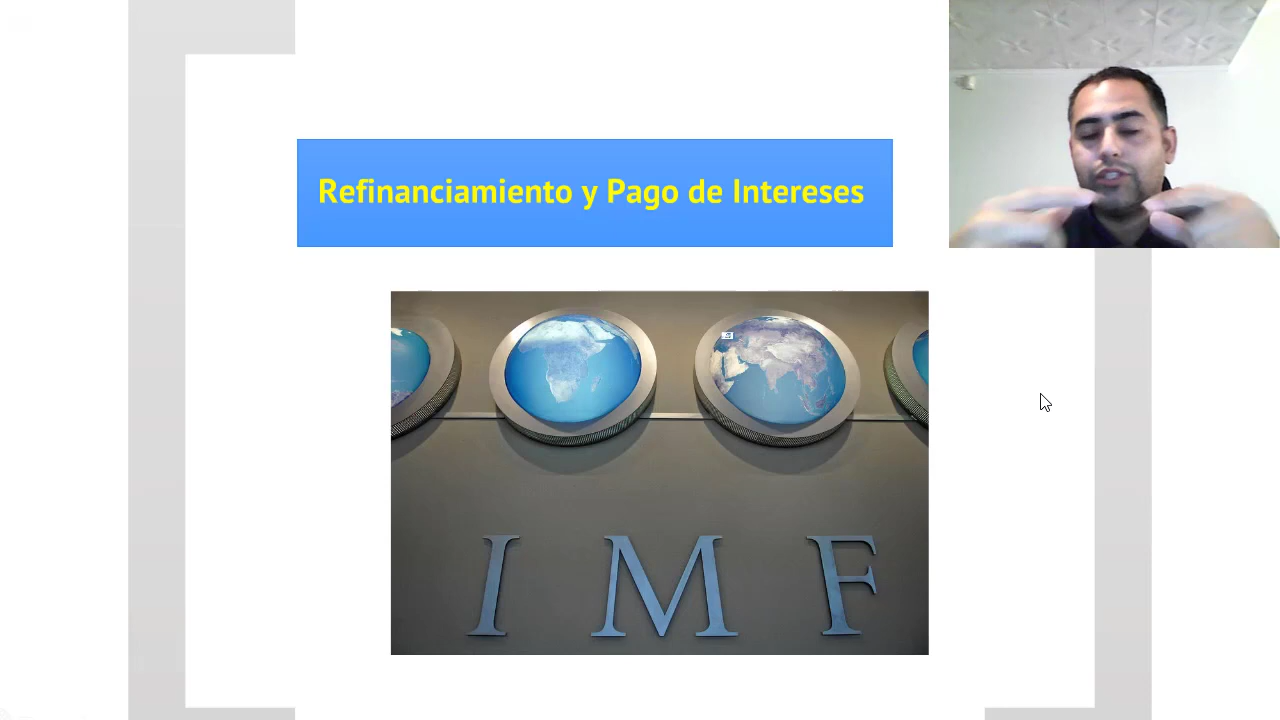 Refinanciamiento y Pago de Intereses
I M F